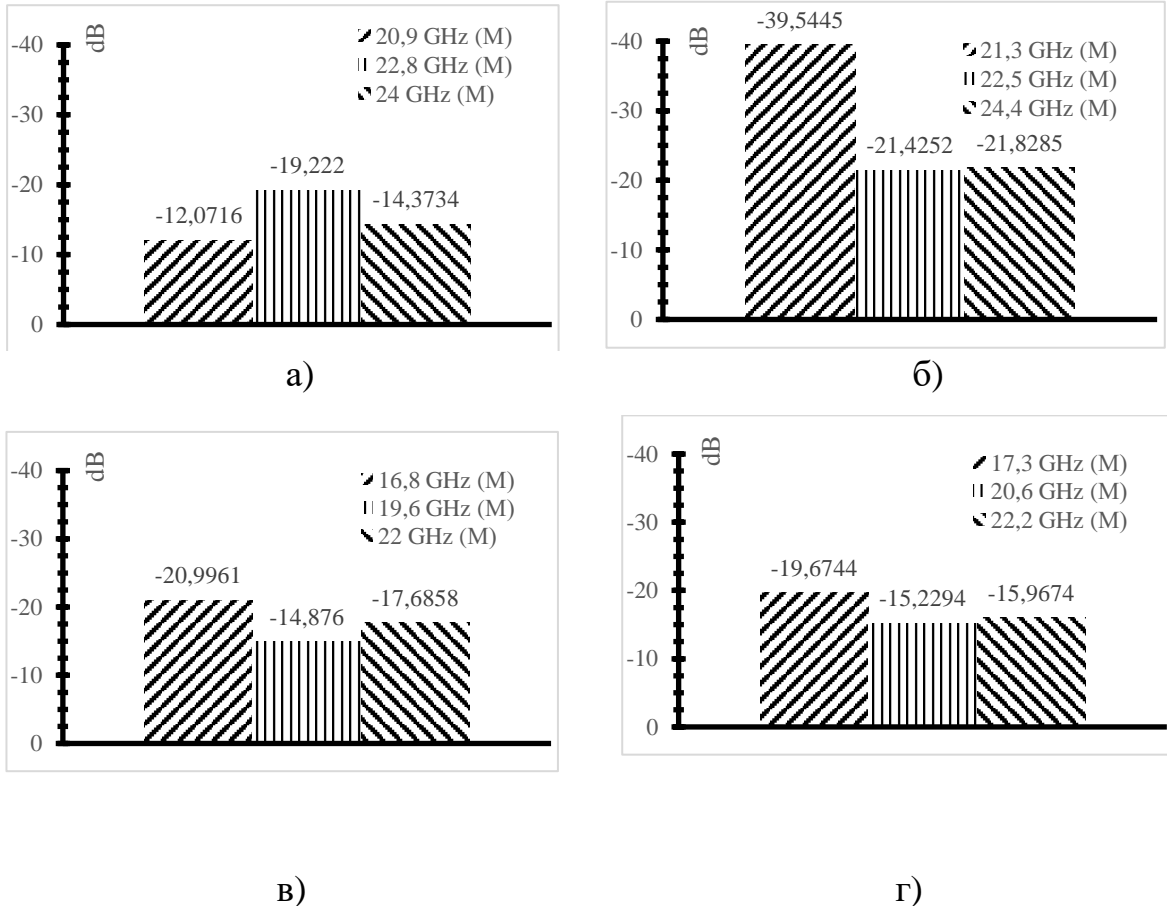 -40
-30
-20
-10
0
dB
20,9 GHz (M)
22,8 GHz (M)
24 GHz (M)
-12,0716
-19,222
-14,3734
а)
-40
-30
-20
-10
0
dB
21,3 GHz (M)
22,5 GHz (M)
24,4 GHz (M)
-39,5445
-21,4252
-21,8285
б)
-40
-30
-20
-10
0
dB
16,8 GHz (M)
19,6 GHz (M)
22 GHz (M)
-20,9961
-14,876
-17,6858
в)
-40
-30
-20
-10
0
dB
17,3 GHz (M)
20,6 GHz (M)
22,2 GHz (M)
-19,6744
-15,2294
-15,9674
г)